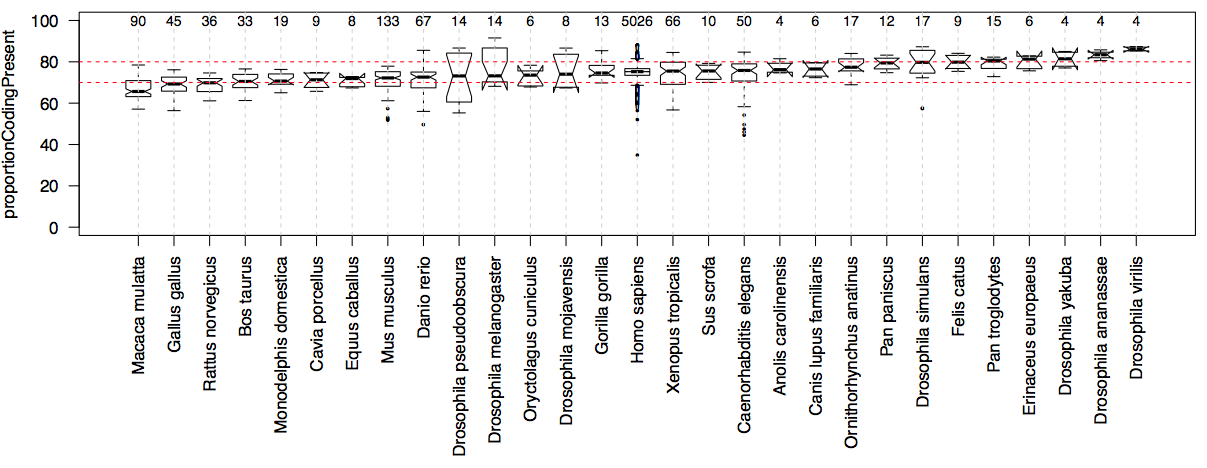 proportionCodingPresent
100
80
60
40
20
0
90 45 36 33 19 9 8 133 67 14 14 6 8 13 5026 66 10 50 4 6 17 12 17 9 15 6 4 4 4
Macaca mulatta
Gallus gallus
Rattus norvegicus
Bos taurus
Monodelphis domestica
Cavia porcellus
Equus caballus
Mus musculus
Danio rerio
Drosophila pseudoobscura
Drosophila melanogaster
Oryctolagus cuniculus
Drosophila mojavensis
Gorilla gorilla
Homo sapiens
Xenopus tropicalis
Sus scrofa
Caenorhabditis elegans
Anolis carolinensis
Canis lupus familiaris
Ornithorhynchus anatinus
Pan paniscus
Drosophila simulans
Felis catus
Pan troglodytes
Erinaceus europaeus
Drosophila yakuba
Drosophila ananassae
Drosophila virilis